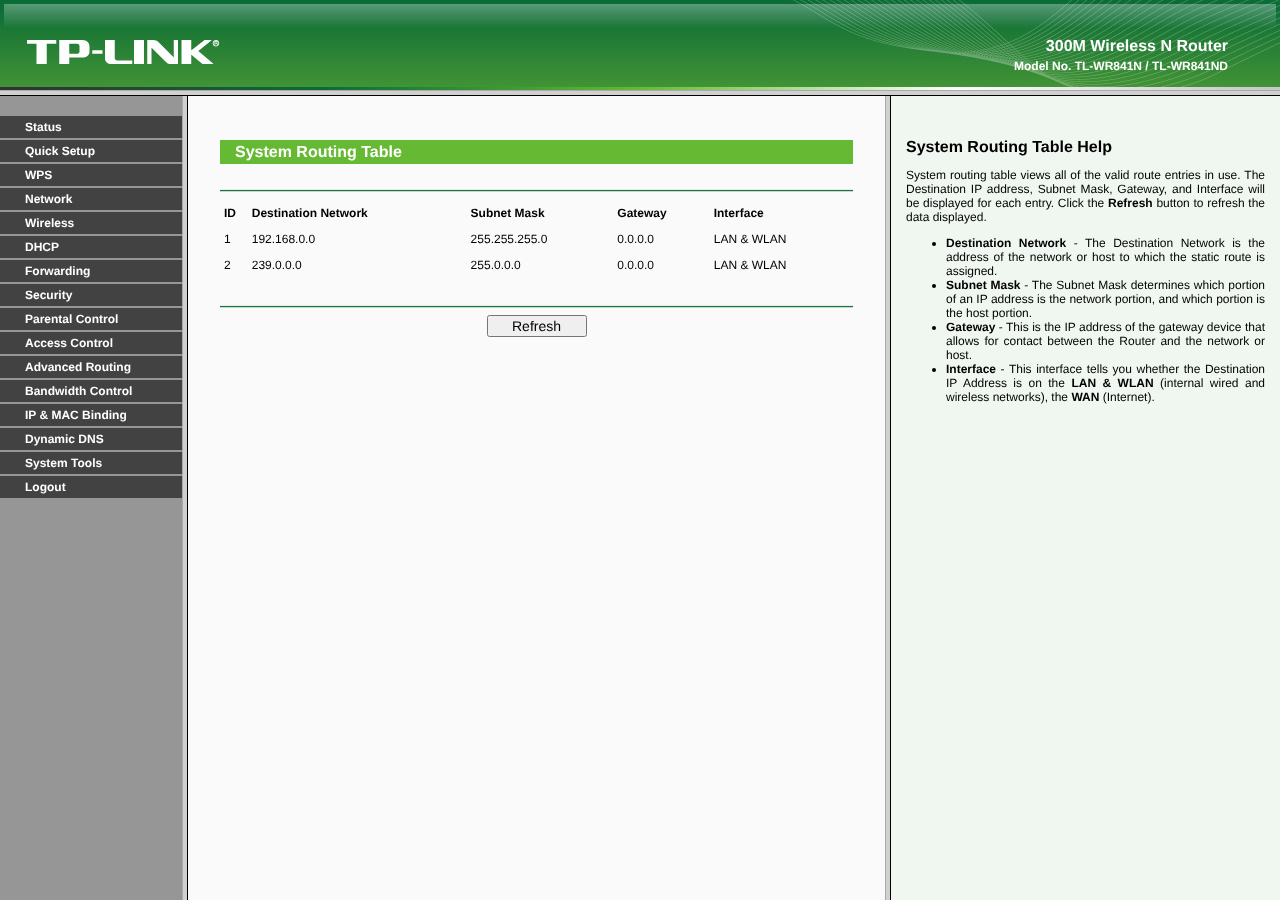 TP-LINK®
300M Wireless N Router
Model No. TL-WR841N / TL-WR841ND
Status
Quick Setup
WPS
Network
Wireless
DHCP
Forwarding
Security
Parental Control
Access Control
Advanced Routing
Bandwidth Control
IP & MAC Binding
Dynamic DNS
System Tools
Logout
System Routing Table
ID Destination Network Subnet Mask Gateway Interface
1 192.168.0.0 255.255.255.0 0.0.0.0 LAN & WLAN
2 239.0.0.0 255.0.0.0 0.0.0.0 LAN & WLAN
Refresh
System Routing Table Help
System routing table views all of the valid route entries in use. The
Destination IP address, Subnet Mask, Gateway, and Interface will
be displayed for each entry. Click the Refresh button to refresh the
data displayed.
• Destination Network - The Destination Network is the
address of the network or host to which the static route is
assigned.
• Subnet Mask - The Subnet Mask determines which portion
of an IP address is the network portion, and which portion is
the host portion.
• Gateway - This is the IP address of the gateway device that
allows for contact between the Router and the network or
host.
• Interface - This interface tells you whether the Destination
IP Address is on the LAN & WLAN (internal wired and
wireless networks), the WAN (Internet).